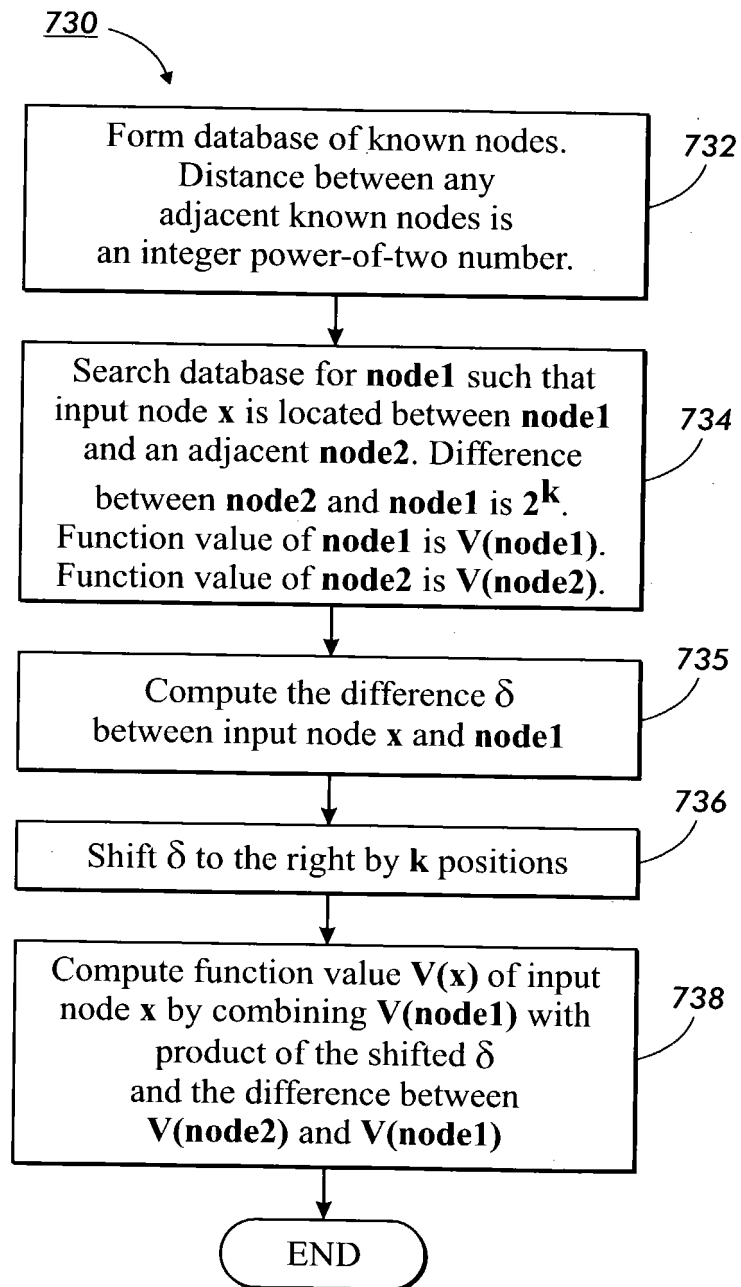 730
Form database of known nodes.
Distance between any
adjacent known nodes is
an integer power-of-two number.
732
Search database for node1 such that
input node x is located between node1
and an adjacent node2. Difference
between node2 and node1 is 2^k.
Function value of node1 is V(node1).
Function value of node2 is V(node2).
734
Compute the difference δ
between input node x and node1
735
Shift δ to the right by k positions
736
Compute function value V(x) of input
node x by combining V(node1) with
product of the shifted δ
and the difference between
V(node2) and V(node1)
738
END